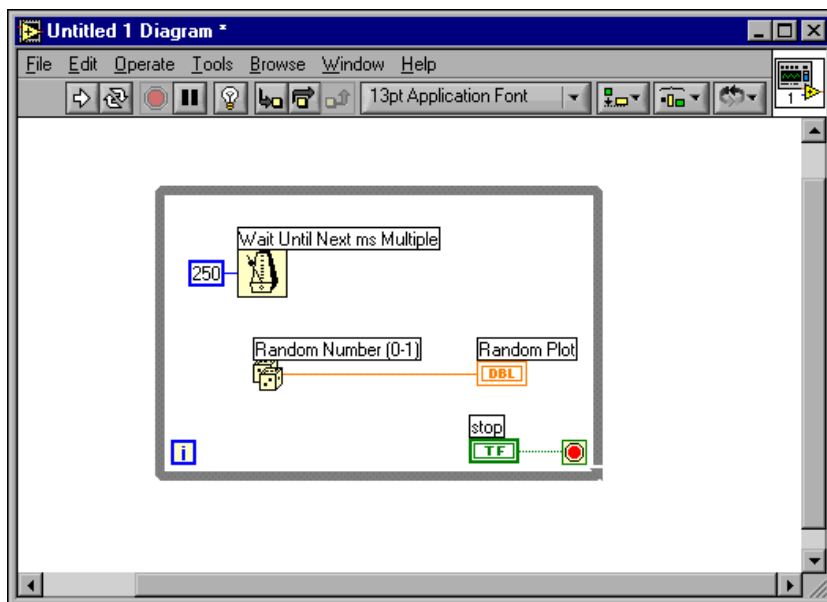 Untitled 1 Diagram *
File Edit Operate Tools Browse Window Help
13pt Application Font
1
Wait Until Next ms Multiple
250
Random Number (0-1)
Random Plot
DBL
stop
TF
i